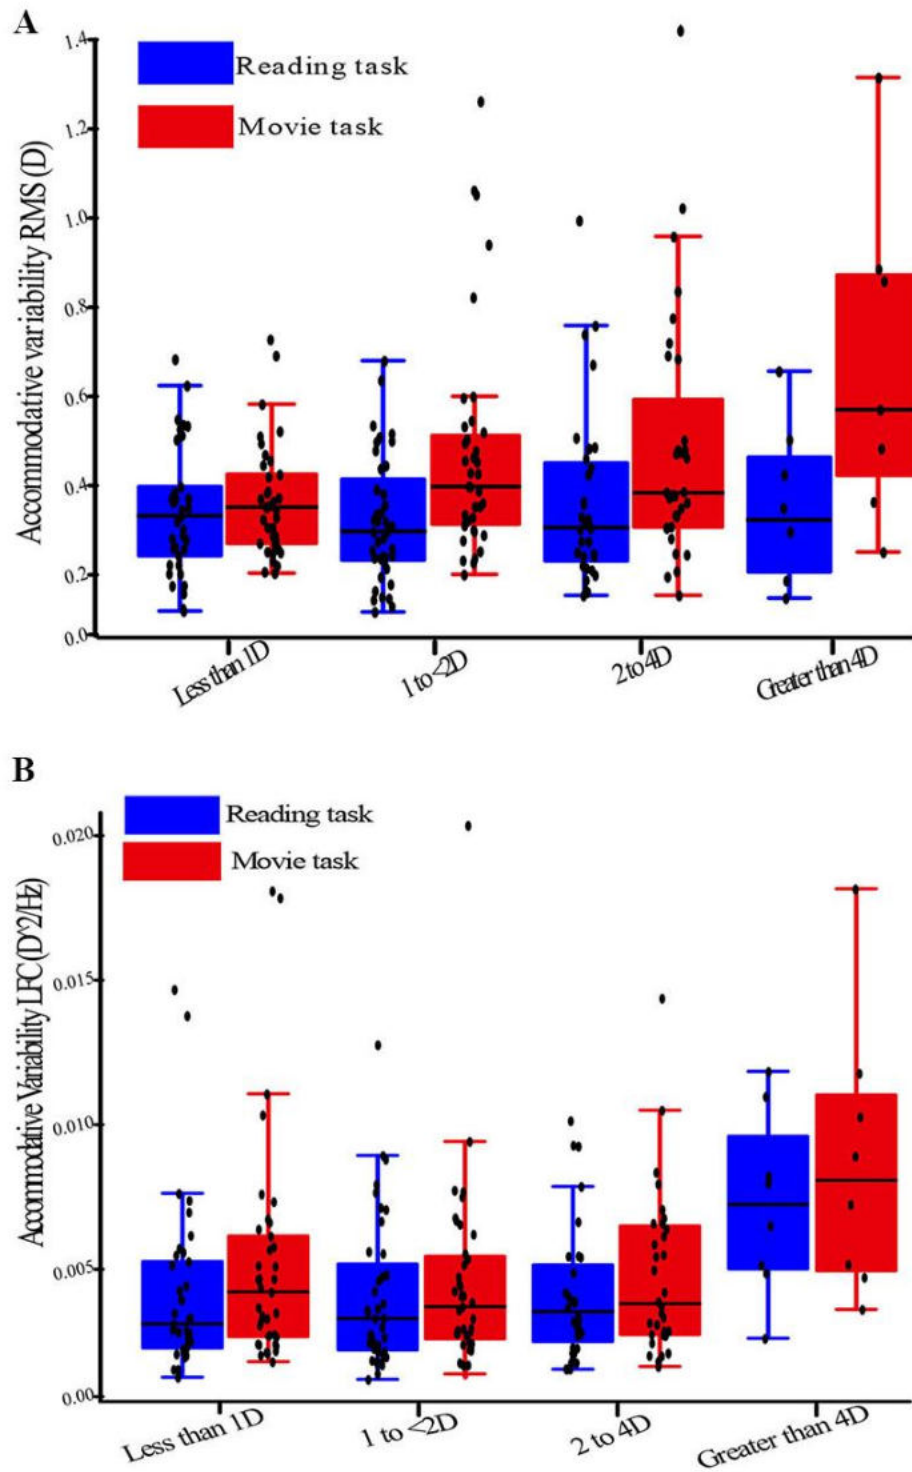 A
1.4
Reading task
Movie task
1.2
1.0
0.8
0.6
0.4
0.2
0.0
Accommodative variability RMS (D)
Less than 1D
1 to <2D
2 to 4D
Greater than 4D
B
0.020
Reading task
Movie task
0.015
0.010
0.005
0.00
Accommodative Variability LFC (D^2/Hz)
Less than 1D
1 to <2D
2 to 4D
Greater than 4D